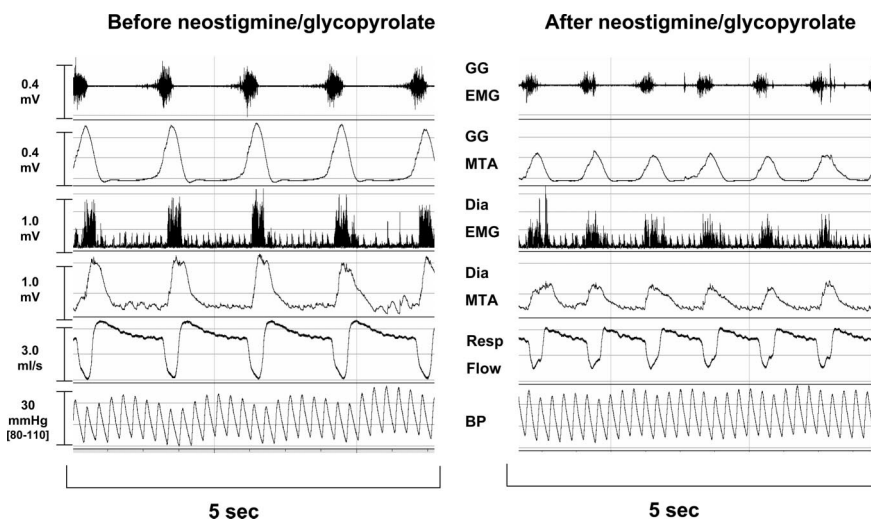 Before neostigmine/glycopyrolate
After neostigmine/glycopyrolate
0.4
mV
0.4
mV
1.0
mV
1.0
mV
3.0
ml/s
30
mmHg
[80-110]
5 sec
GG
EMG
GG
MTA
Dia
EMG
Dia
MTA
Resp
Flow
BP
5 sec